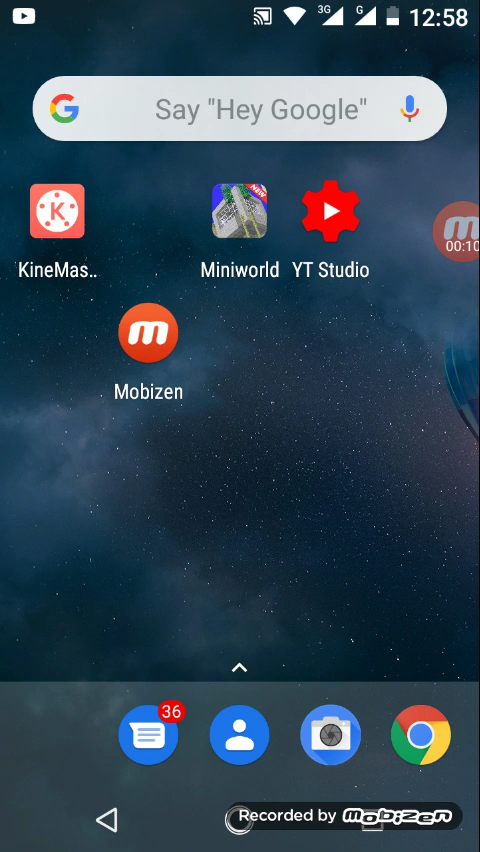 3G G 12:58
Say "Hey Google"
00:10
KineMas.. Miniworld YT Studio
Mobizen
36
Recorded by Mobizen